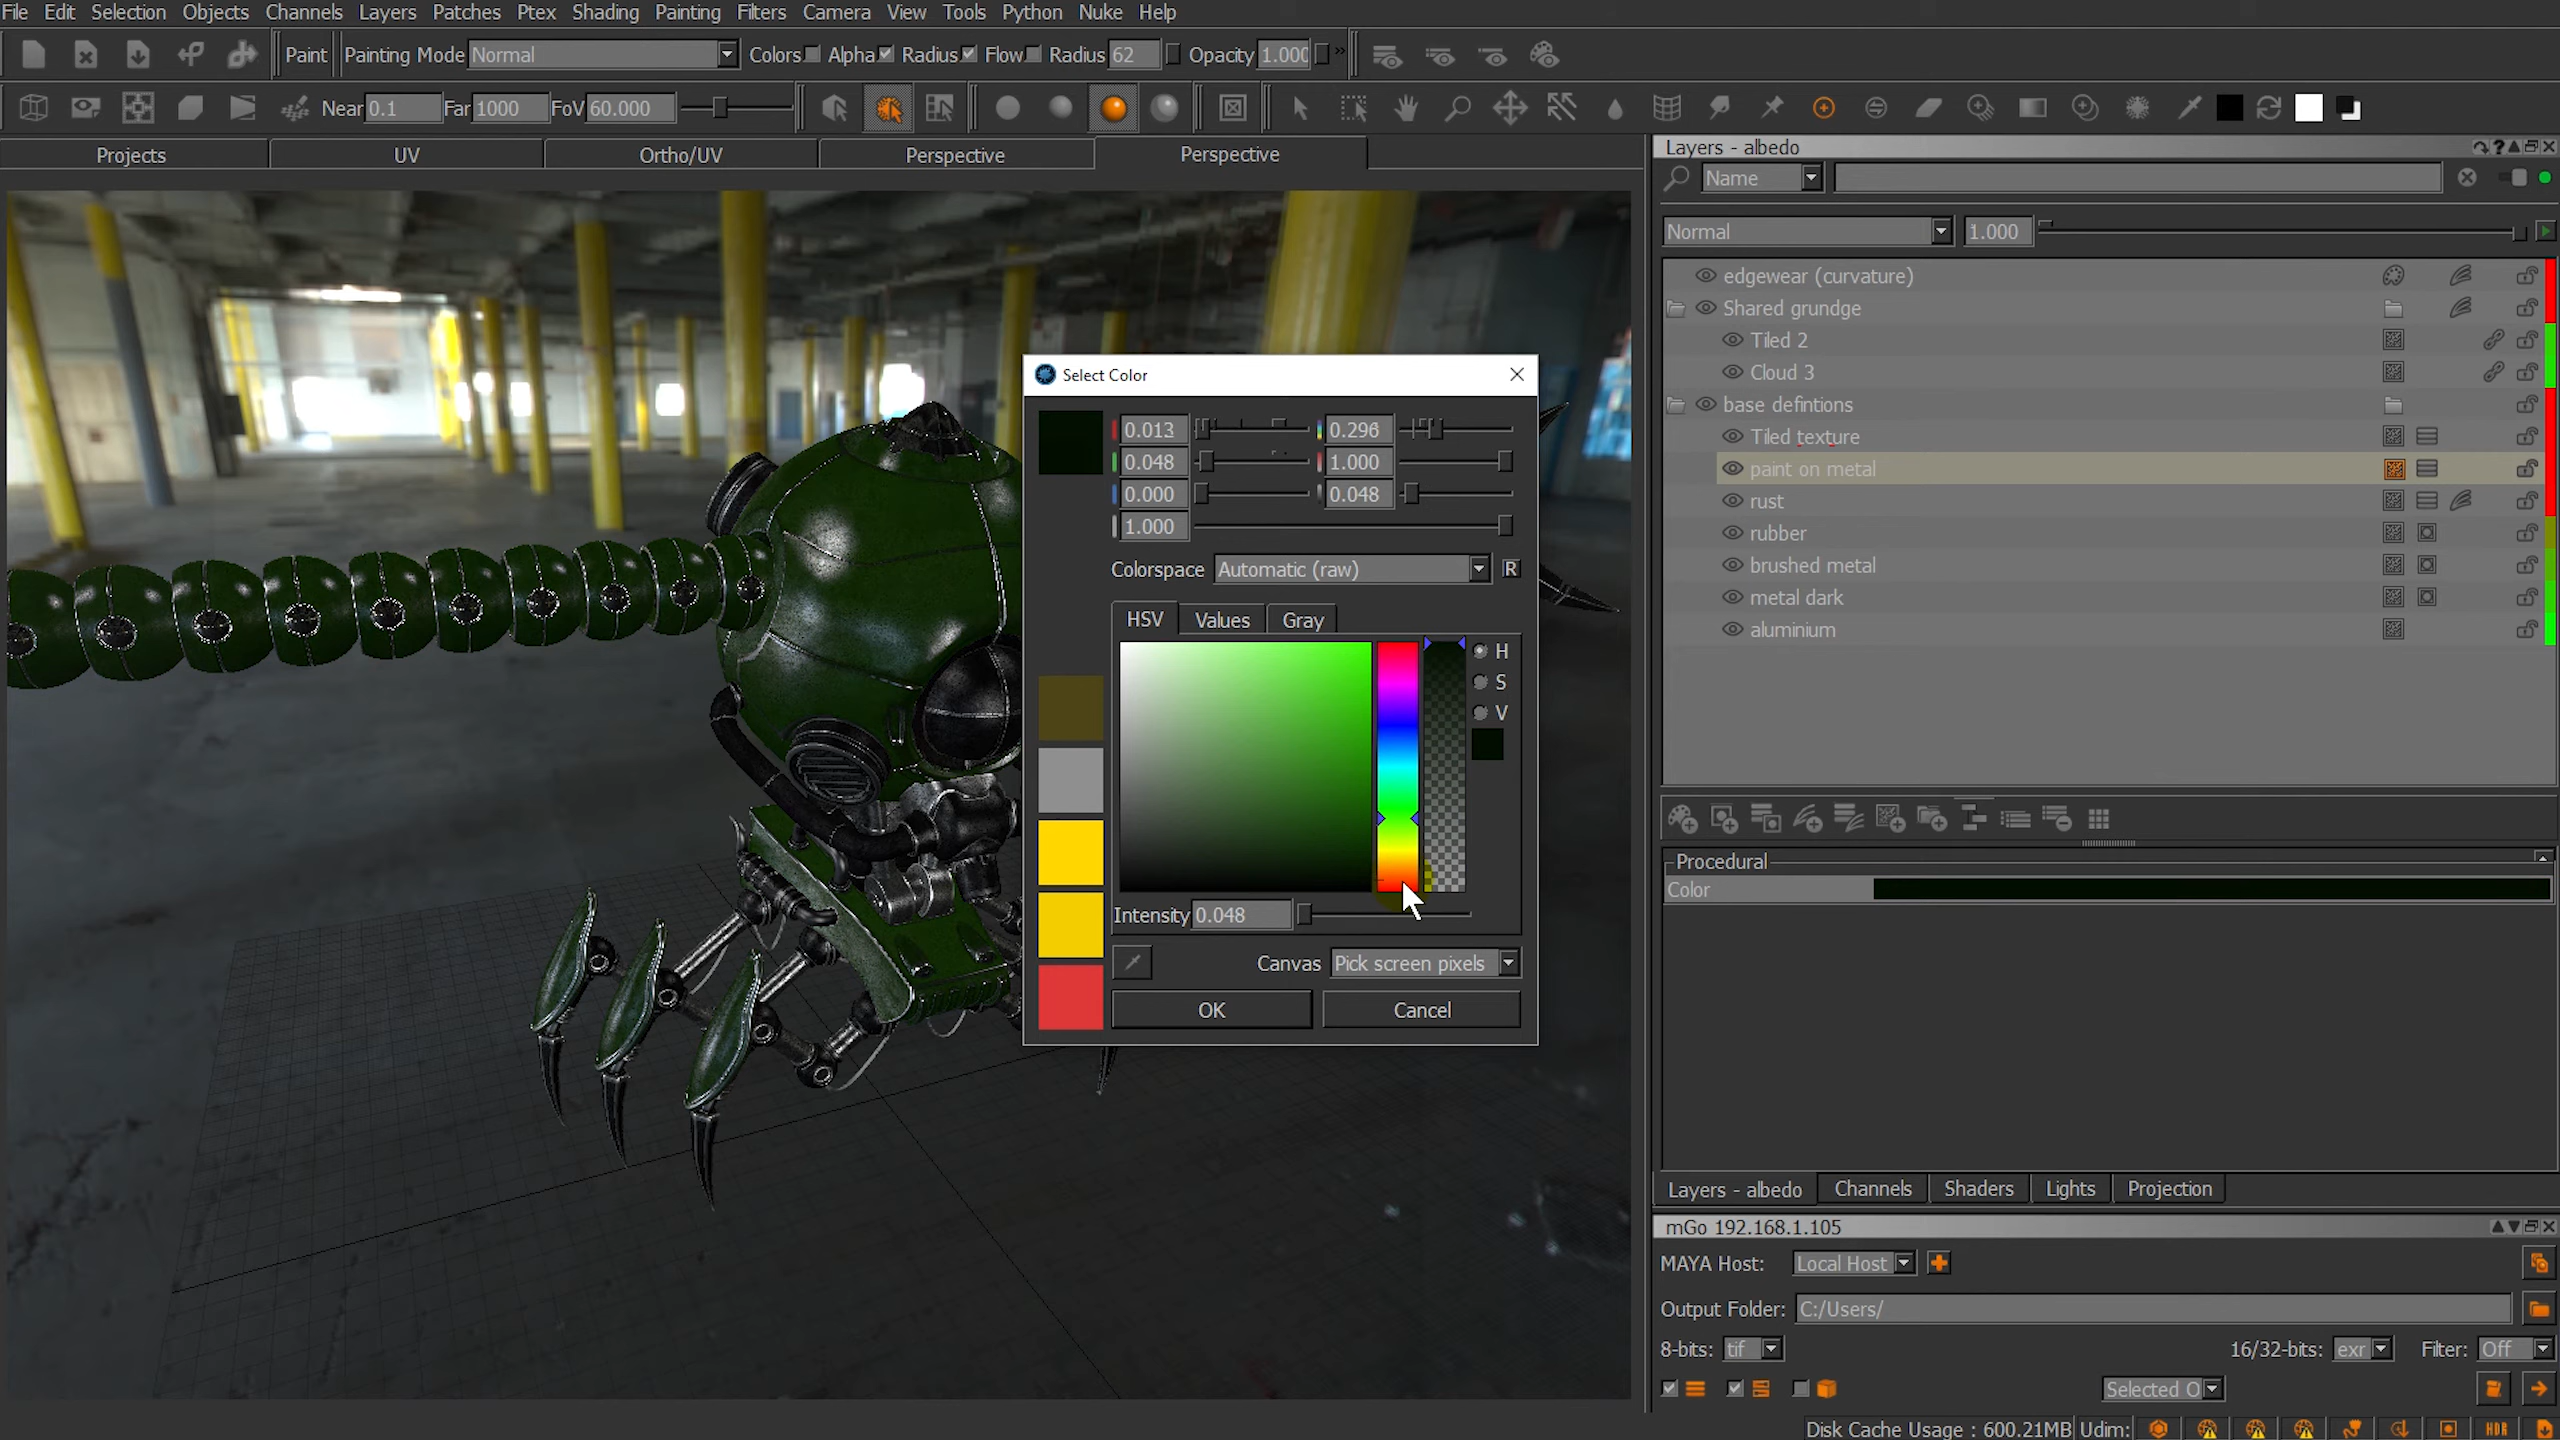 File Edit Selection Objects Channels Layers Patches Ptex Shading Painting Filters Camera View Tools Python Nuke Help
Paint Painting Mode Normal Colors Alpha Radius Flow Radius 62 Opacity 1.000 »
Near 0.1 Far 1000 FoV 60.000
Projects UV Ortho/UV Perspective Perspective
Layers - albedo
Name
Normal 1.000
edgewear (curvature)
Shared grundge
Tiled 2
Cloud 3
base defintions
Tiled texture
paint on metal
rust
rubber
brushed metal
metal dark
aluminium
Select Color
0.013 0.296
0.048 1.000
0.000 0.048
1.000
Colorspace Automatic (raw) R
HSV Values Gray
H
S
V
Intensity 0.048
Canvas Pick screen pixels
OK Cancel
Procedural
Color
Layers - albedo Channels Shaders Lights Projection
mGo 192.168.1.105
MAYA Host: Local Host
Output Folder: C:/Users/
8-bits: tif 16/32-bits: exr Filter: Off
Selected O
Disk Cache Usage : 600.21MB Udim: HDR